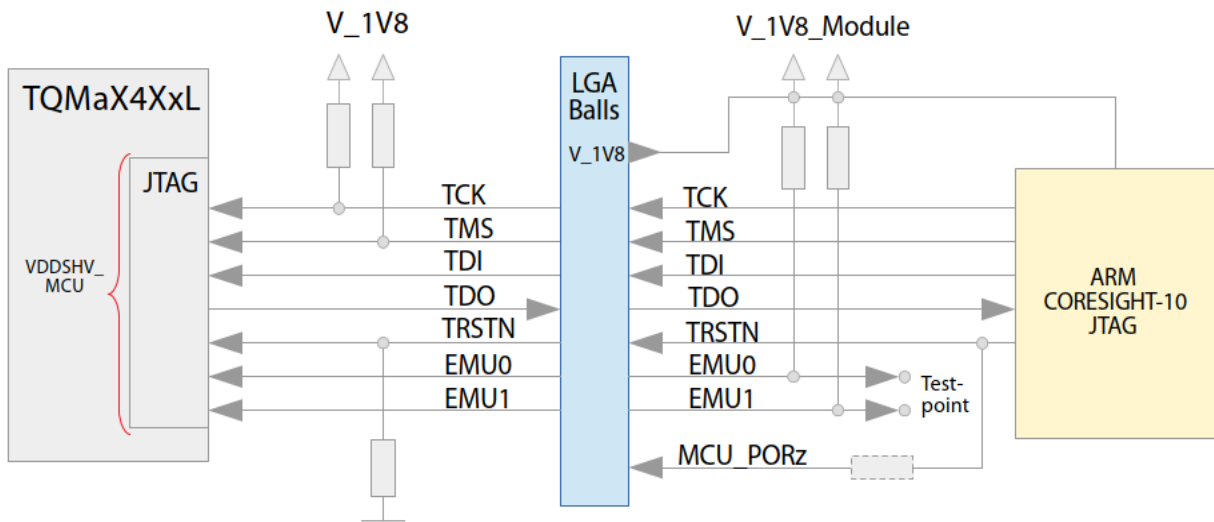 V_1V8
V_1V8_Module
TQMaX4XxL
LGA
Balls
V_1V8
JTAG
VDDSHV_
MCU
TCK
TMS
TDI
TDO
TRSTN
EMU0
EMU1
TCK
TMS
TDI
TDO
TRSTN
EMU0
EMU1
MCU_PORz
Test-
point
ARM
CORESIGHT-10
JTAG